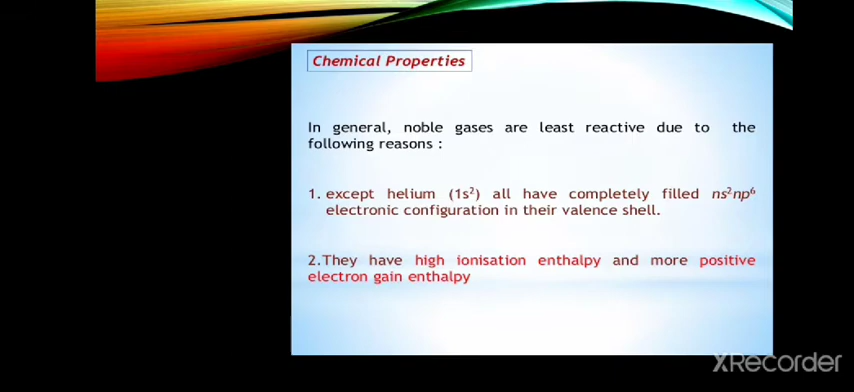 Chemical Properties
In general, noble gases are least reactive due to the
following reasons :
1. except helium (1s²) all have completely filled ns²np⁶
electronic configuration in their valence shell.
2.They have high ionisation enthalpy and more positive
electron gain enthalpy
XRecorder